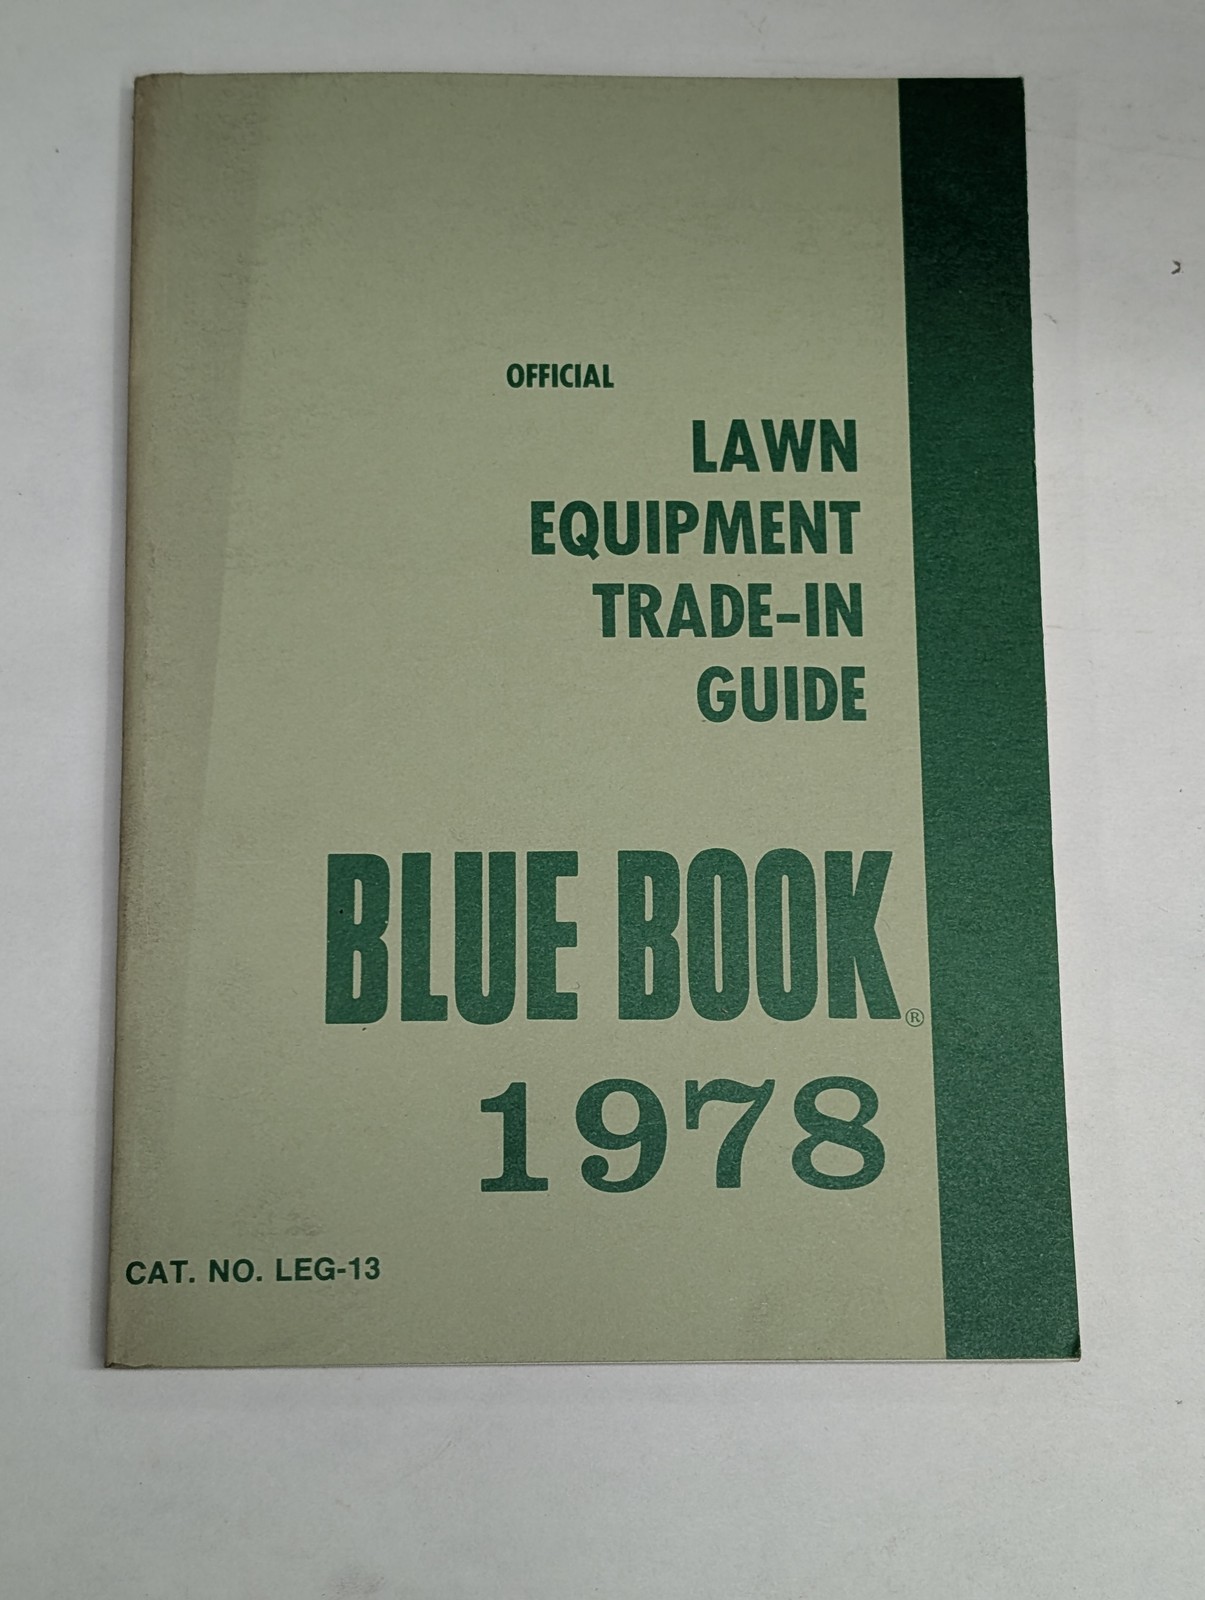 OFFICIAL
LAWN
EQUIPMENT
TRADE-IN
GUIDE
BLUE BOOK®
1978
CAT. NO. LEG-13